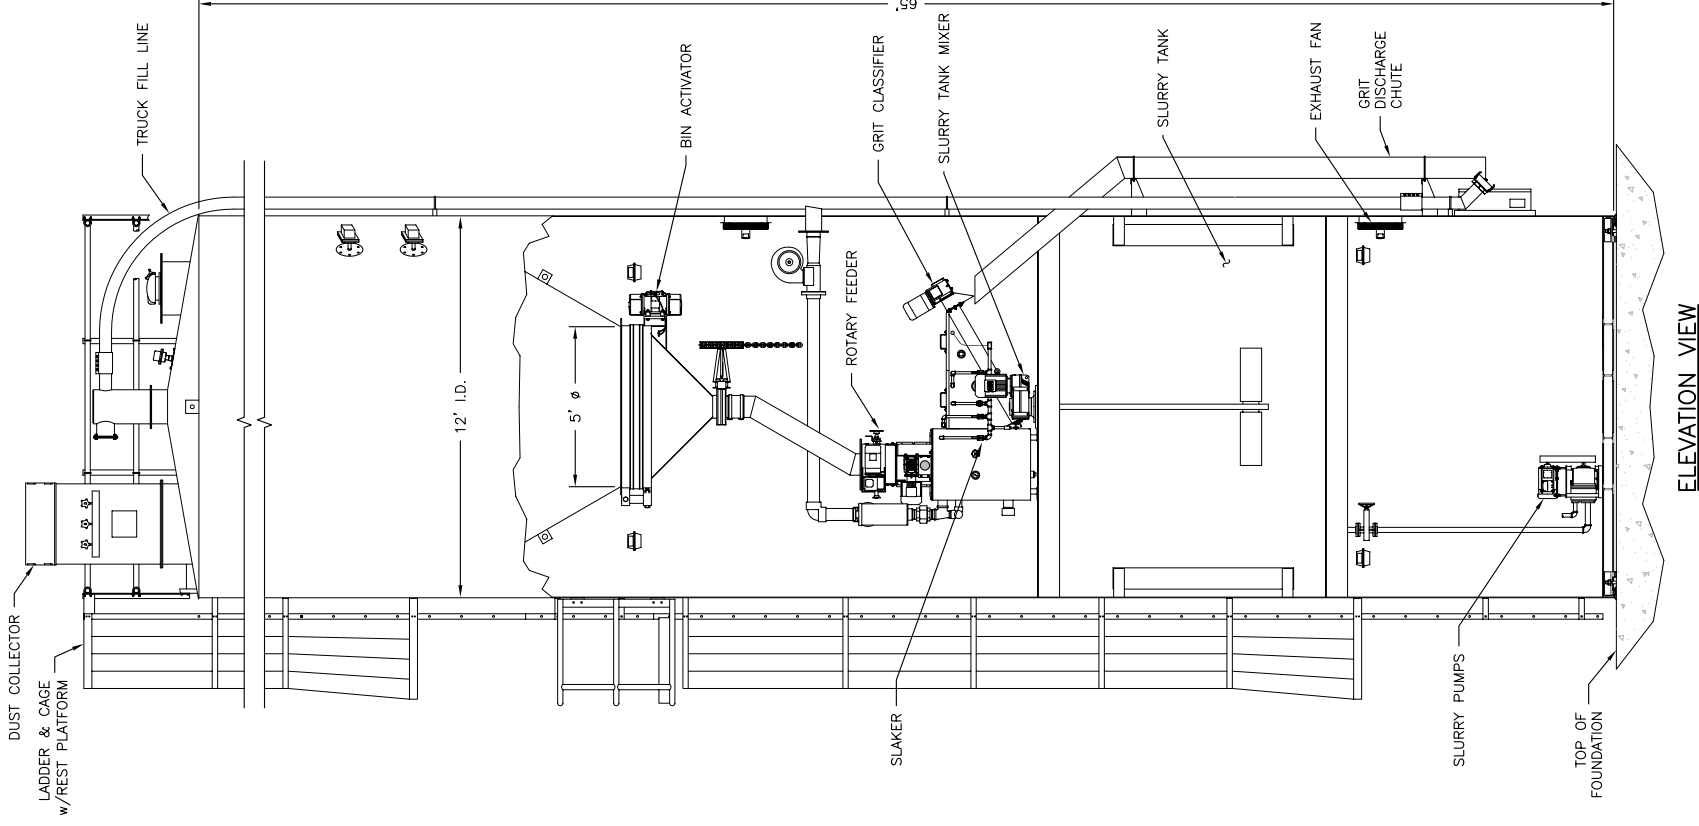 65'
TRUCK FILL LINE
BIN ACTIVATOR
GRIT CLASSIFIER
SLURRY TANK MIXER
SLURRY TANK
EXHAUST FAN
GRIT
DISCHARGE
CHUTE
12' I.D.
5' ø
ROTARY FEEDER
DUST COLLECTOR
LADDER & CAGE
w/REST PLATFORM
SLAKER
SLURRY PUMPS
TOP OF
FOUNDATION
ELEVATION VIEW